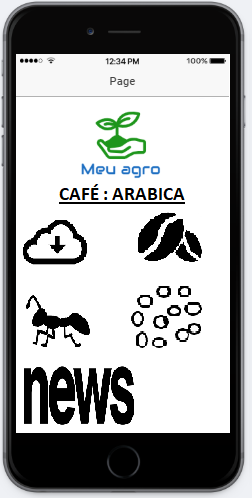 12:34 PM 100%
Page
Meu agro
CAFÉ : ARABICA
news